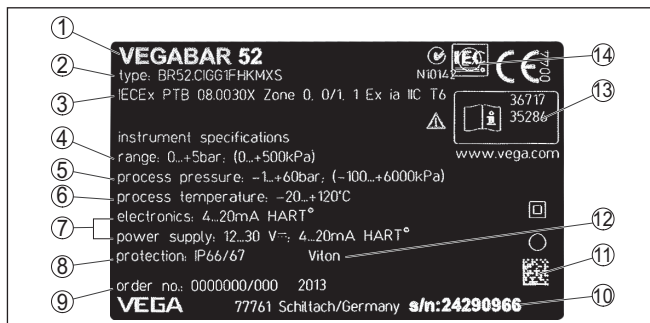 ①
VEGABAR 52
② type: BR52.CIGG1FHKMXS
N10142
IEC
CE 0044
⑭
③ IECEx PTB 08.0030X Zone 0, 0/1, 1 Ex ia IIC T6
36717
35286
⑬
www.vega.com
instrument specifications
④ range: 0...+5bar; (0...+500kPa)
⑤ process pressure: -1...+60bar; (-100...+6000kPa)
⑥ process temperature: -20...+120°C
⑦ electronics: 4...20mA HART®
power supply: 12...30 V⎓; 4...20mA HART®
⑧ protection: IP66/67 Viton
⑫
⑪
⑨ order no.: 0000000/000 2013
VEGA 77761 Schiltach/Germany s/n:24290966
⑩